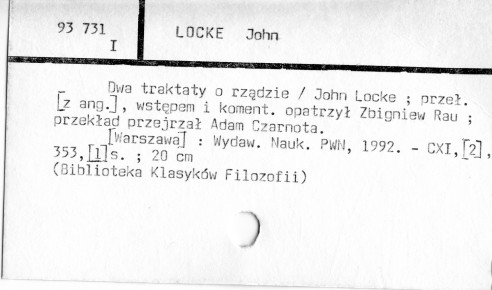 93 731
I
LOCKE John
Dwa traktaty o rządzie / John Locke ; przeł.
[z ang.], wstępem i koment. opatrzył Zbigniew Rau ;
przekład przejrzał Adam Czarnota.
[Warszawa] : Wydaw. Nauk. PWN, 1992. - CXI,[2],
353,[1]s. ; 20 cm
(Biblioteka Klasyków Filozofii)